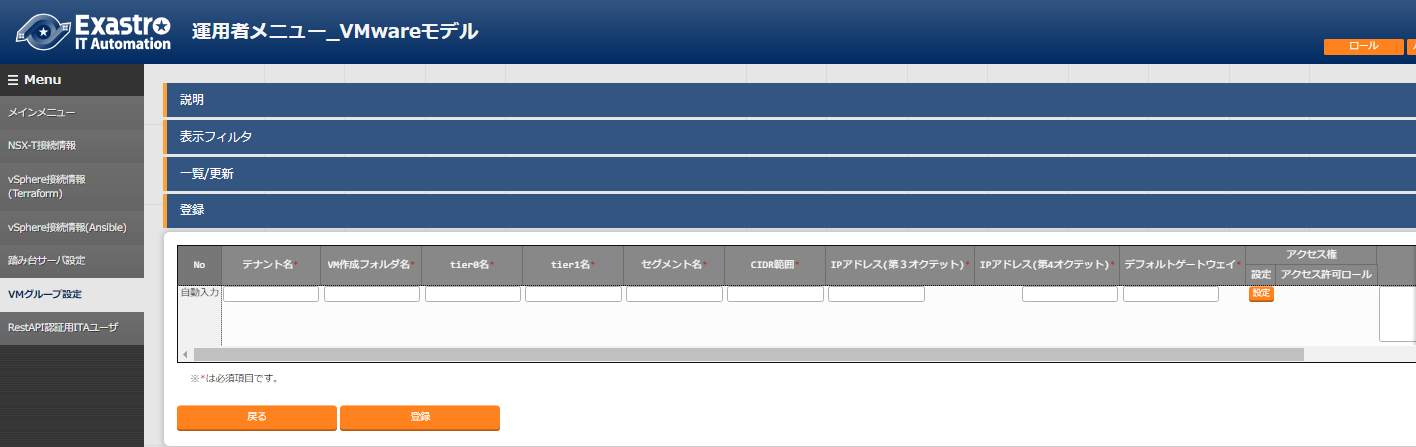 Exastro
IT Automation
運用者メニュー_VMwareモデル
ロール
Menu
メインメニュー
NSX-T接続情報
vSphere接続情報
(Terraform)
vSphere接続情報(Ansible)
踏み台サーバ設定
VMグループ設定
RestAPI認証用ITAユーザ
説明
表示フィルタ
一覧/更新
登録
No
テナント名*
VM作成フォルダ名*
tier0名*
tier1名*
セグメント名*
CIDR範囲*
IPアドレス(第３オクテット)*
IPアドレス(第4オクテット)*
デフォルトゲートウェイ*
アクセス権
設定
アクセス許可ロール
自動入力
設定
※*は必須項目です。
戻る
登録